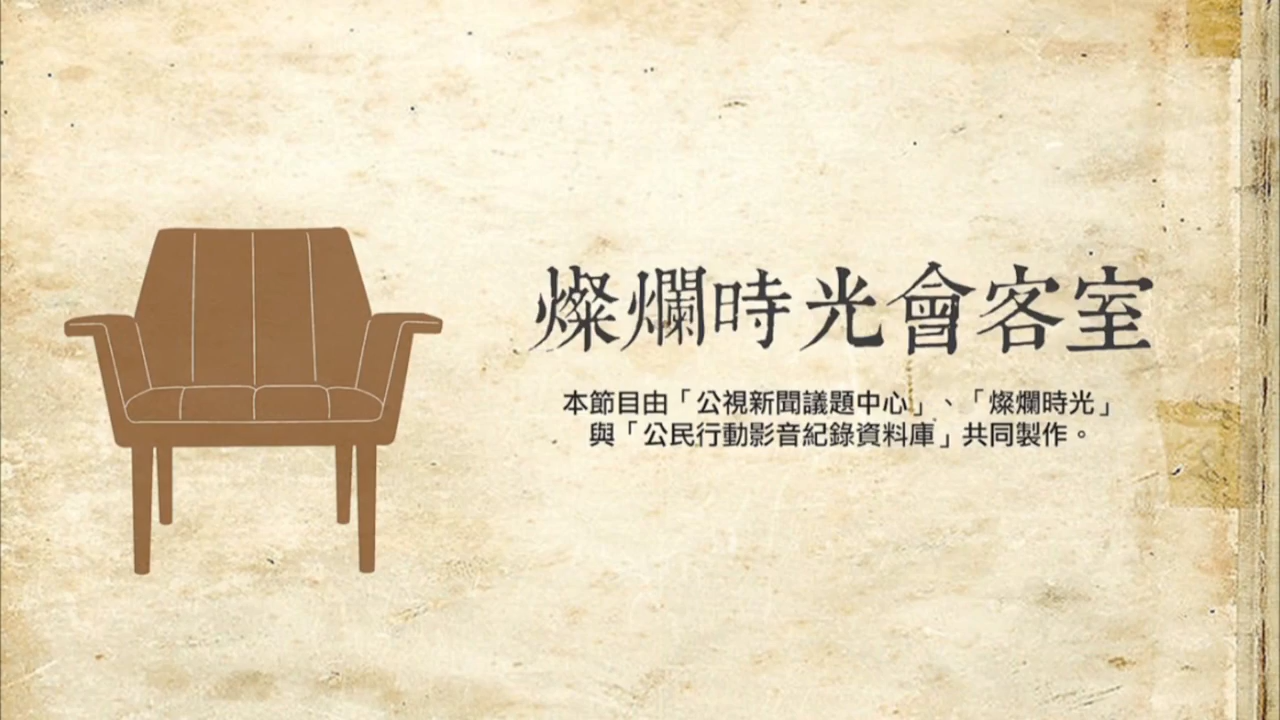 燦爛時光會客室
本節目由「公視新聞議題中心」、「燦爛時光」
與「公民行動影音紀錄資料庫」共同製作。